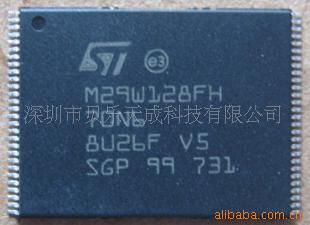 ST e3
M29W128FH
深圳市贝乐天成科技有限公司
70N6
8U26F V5
SGP 99 731
alibaba.com.cn